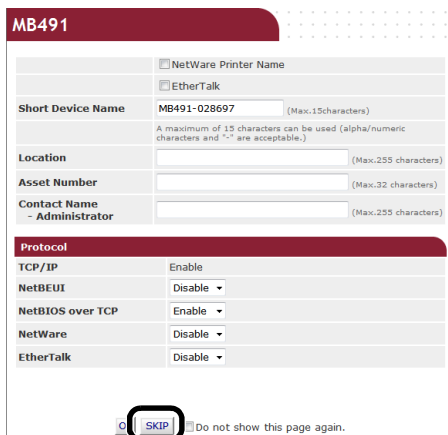 MB491
NetWare Printer Name
EtherTalk
Short Device Name MB491-028697 (Max.15characters)
A maximum of 15 characters can be used (alpha/numeric
characters and "-" are acceptable.)
Location (Max.255 characters)
Asset Number (Max.32 characters)
Contact Name
- Administrator (Max.255 characters)
Protocol
TCP/IP Enable
NetBEUI Disable
NetBIOS over TCP Enable
NetWare Disable
EtherTalk Disable
SKIP Do not show this page again.